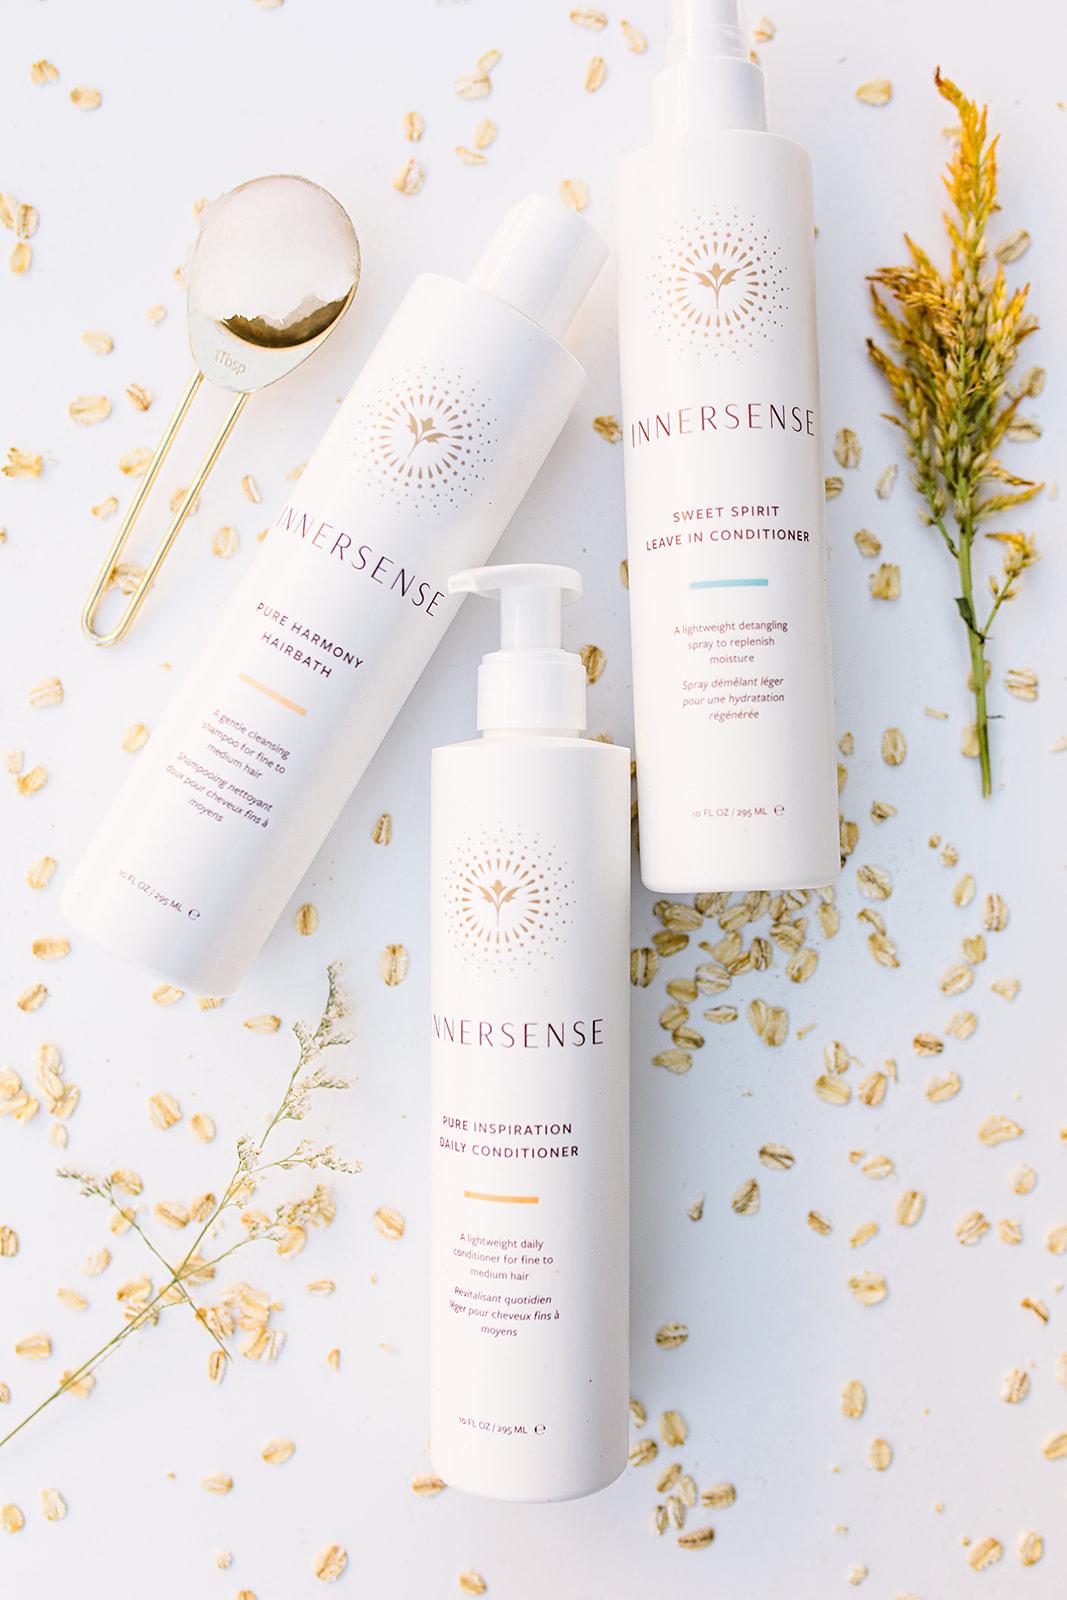 1Tbsp
INNERSENSE
PURE HARMONY
HAIRBATH
A gentle cleansing
shampoo for fine to
medium hair
Shampooing nettoyant
doux pour cheveux fins à
moyens
10 FL OZ / 295 ML ℮
INNERSENSE
SWEET SPIRIT
LEAVE IN CONDITIONER
A lightweight detangling
spray to replenish
moisture
Spray démêlant léger
pour une hydratation
régénérée
10 FL OZ / 295 ML ℮
INNERSENSE
PURE INSPIRATION
DAILY CONDITIONER
A lightweight daily
conditioner for fine to
medium hair
Revitalisant quotidien
léger pour cheveux fins à
moyens
10 FL OZ / 295 ML ℮